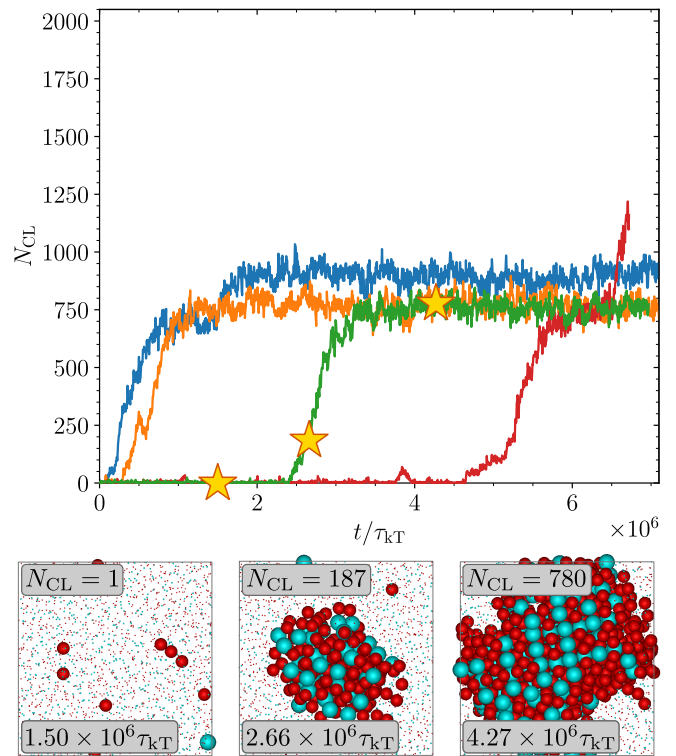 2000
1750
1500
1250
1000
750
500
250
0
N_CL
0 2 4 6
t/τ_kT
×10^6
N_CL = 1
N_CL = 187
N_CL = 780
1.50 × 10^6 τ_kT
2.66 × 10^6 τ_kT
4.27 × 10^6 τ_kT